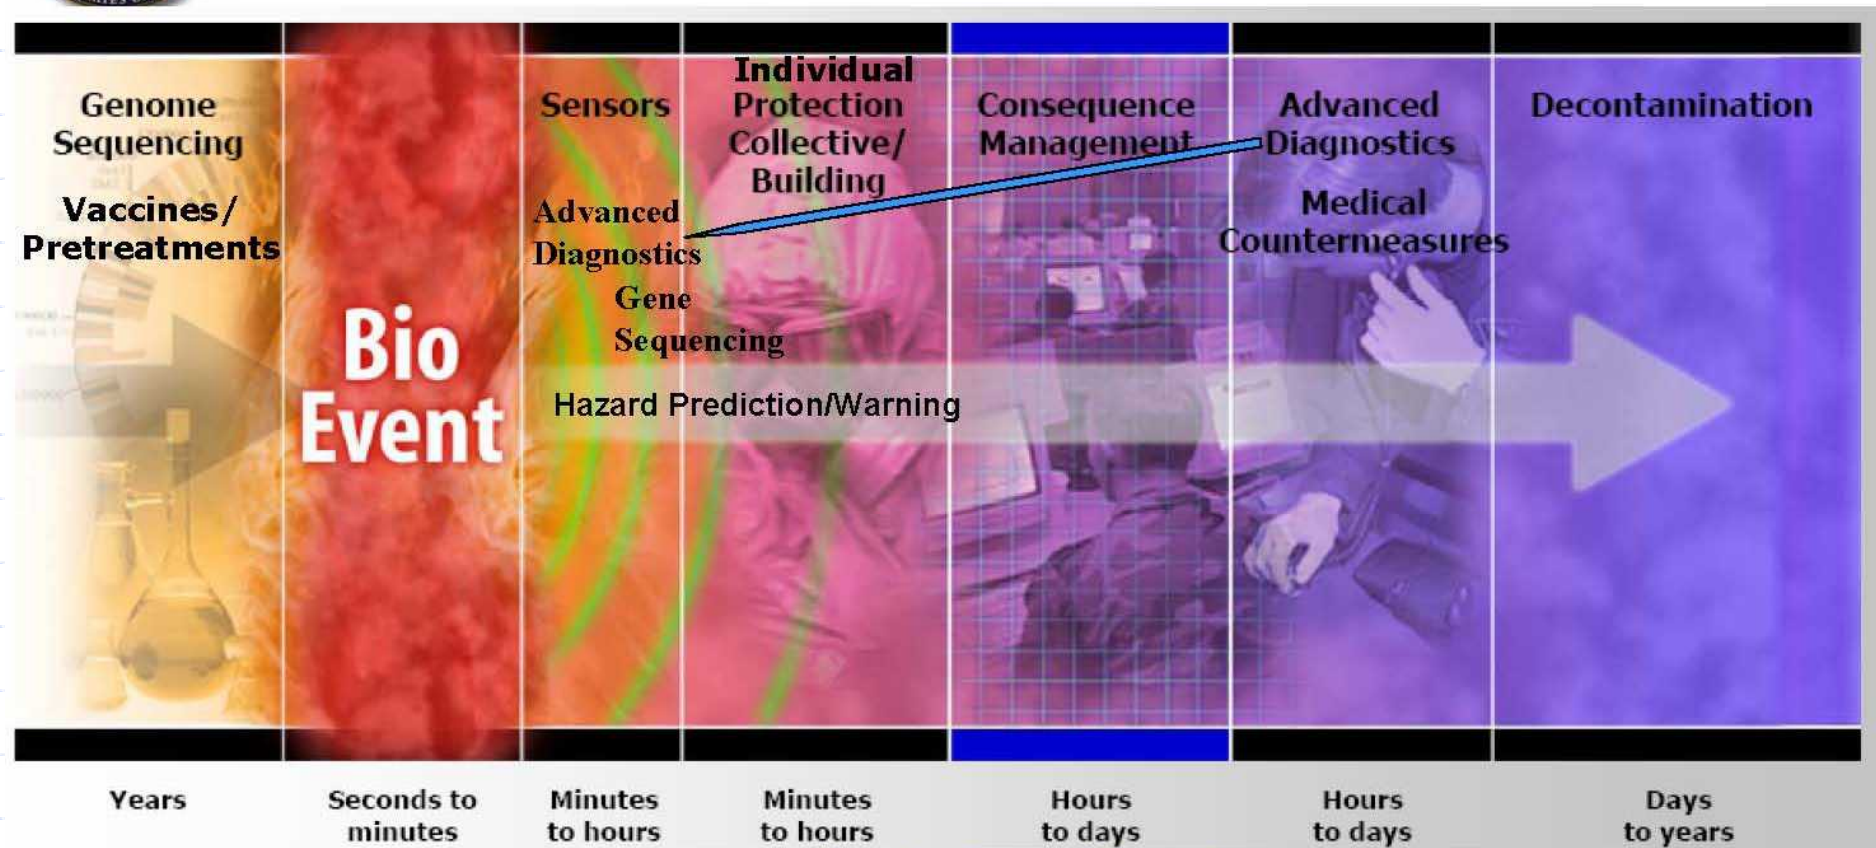 Genome
Sequencing
Vaccines/
Pretreatments
Bio
Event
Sensors
Advanced
Diagnostics
Gene
Sequencing
Hazard Prediction/Warning
Individual
Protection
Collective/
Building
Consequence
Management
Advanced
Diagnostics
Medical
Countermeasures
Decontamination
Years
Seconds to
minutes
Minutes
to hours
Minutes
to hours
Hours
to days
Hours
to days
Days
to years